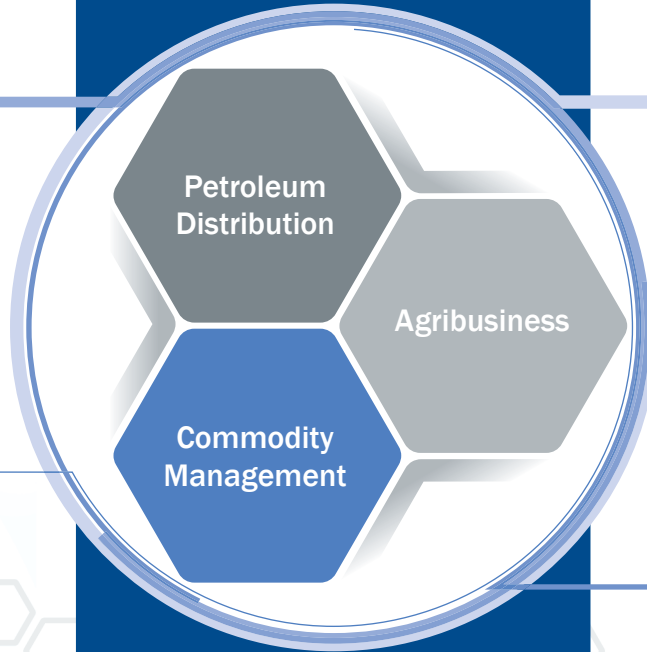 Petroleum
Distribution
Agribusiness
Commodity
Management